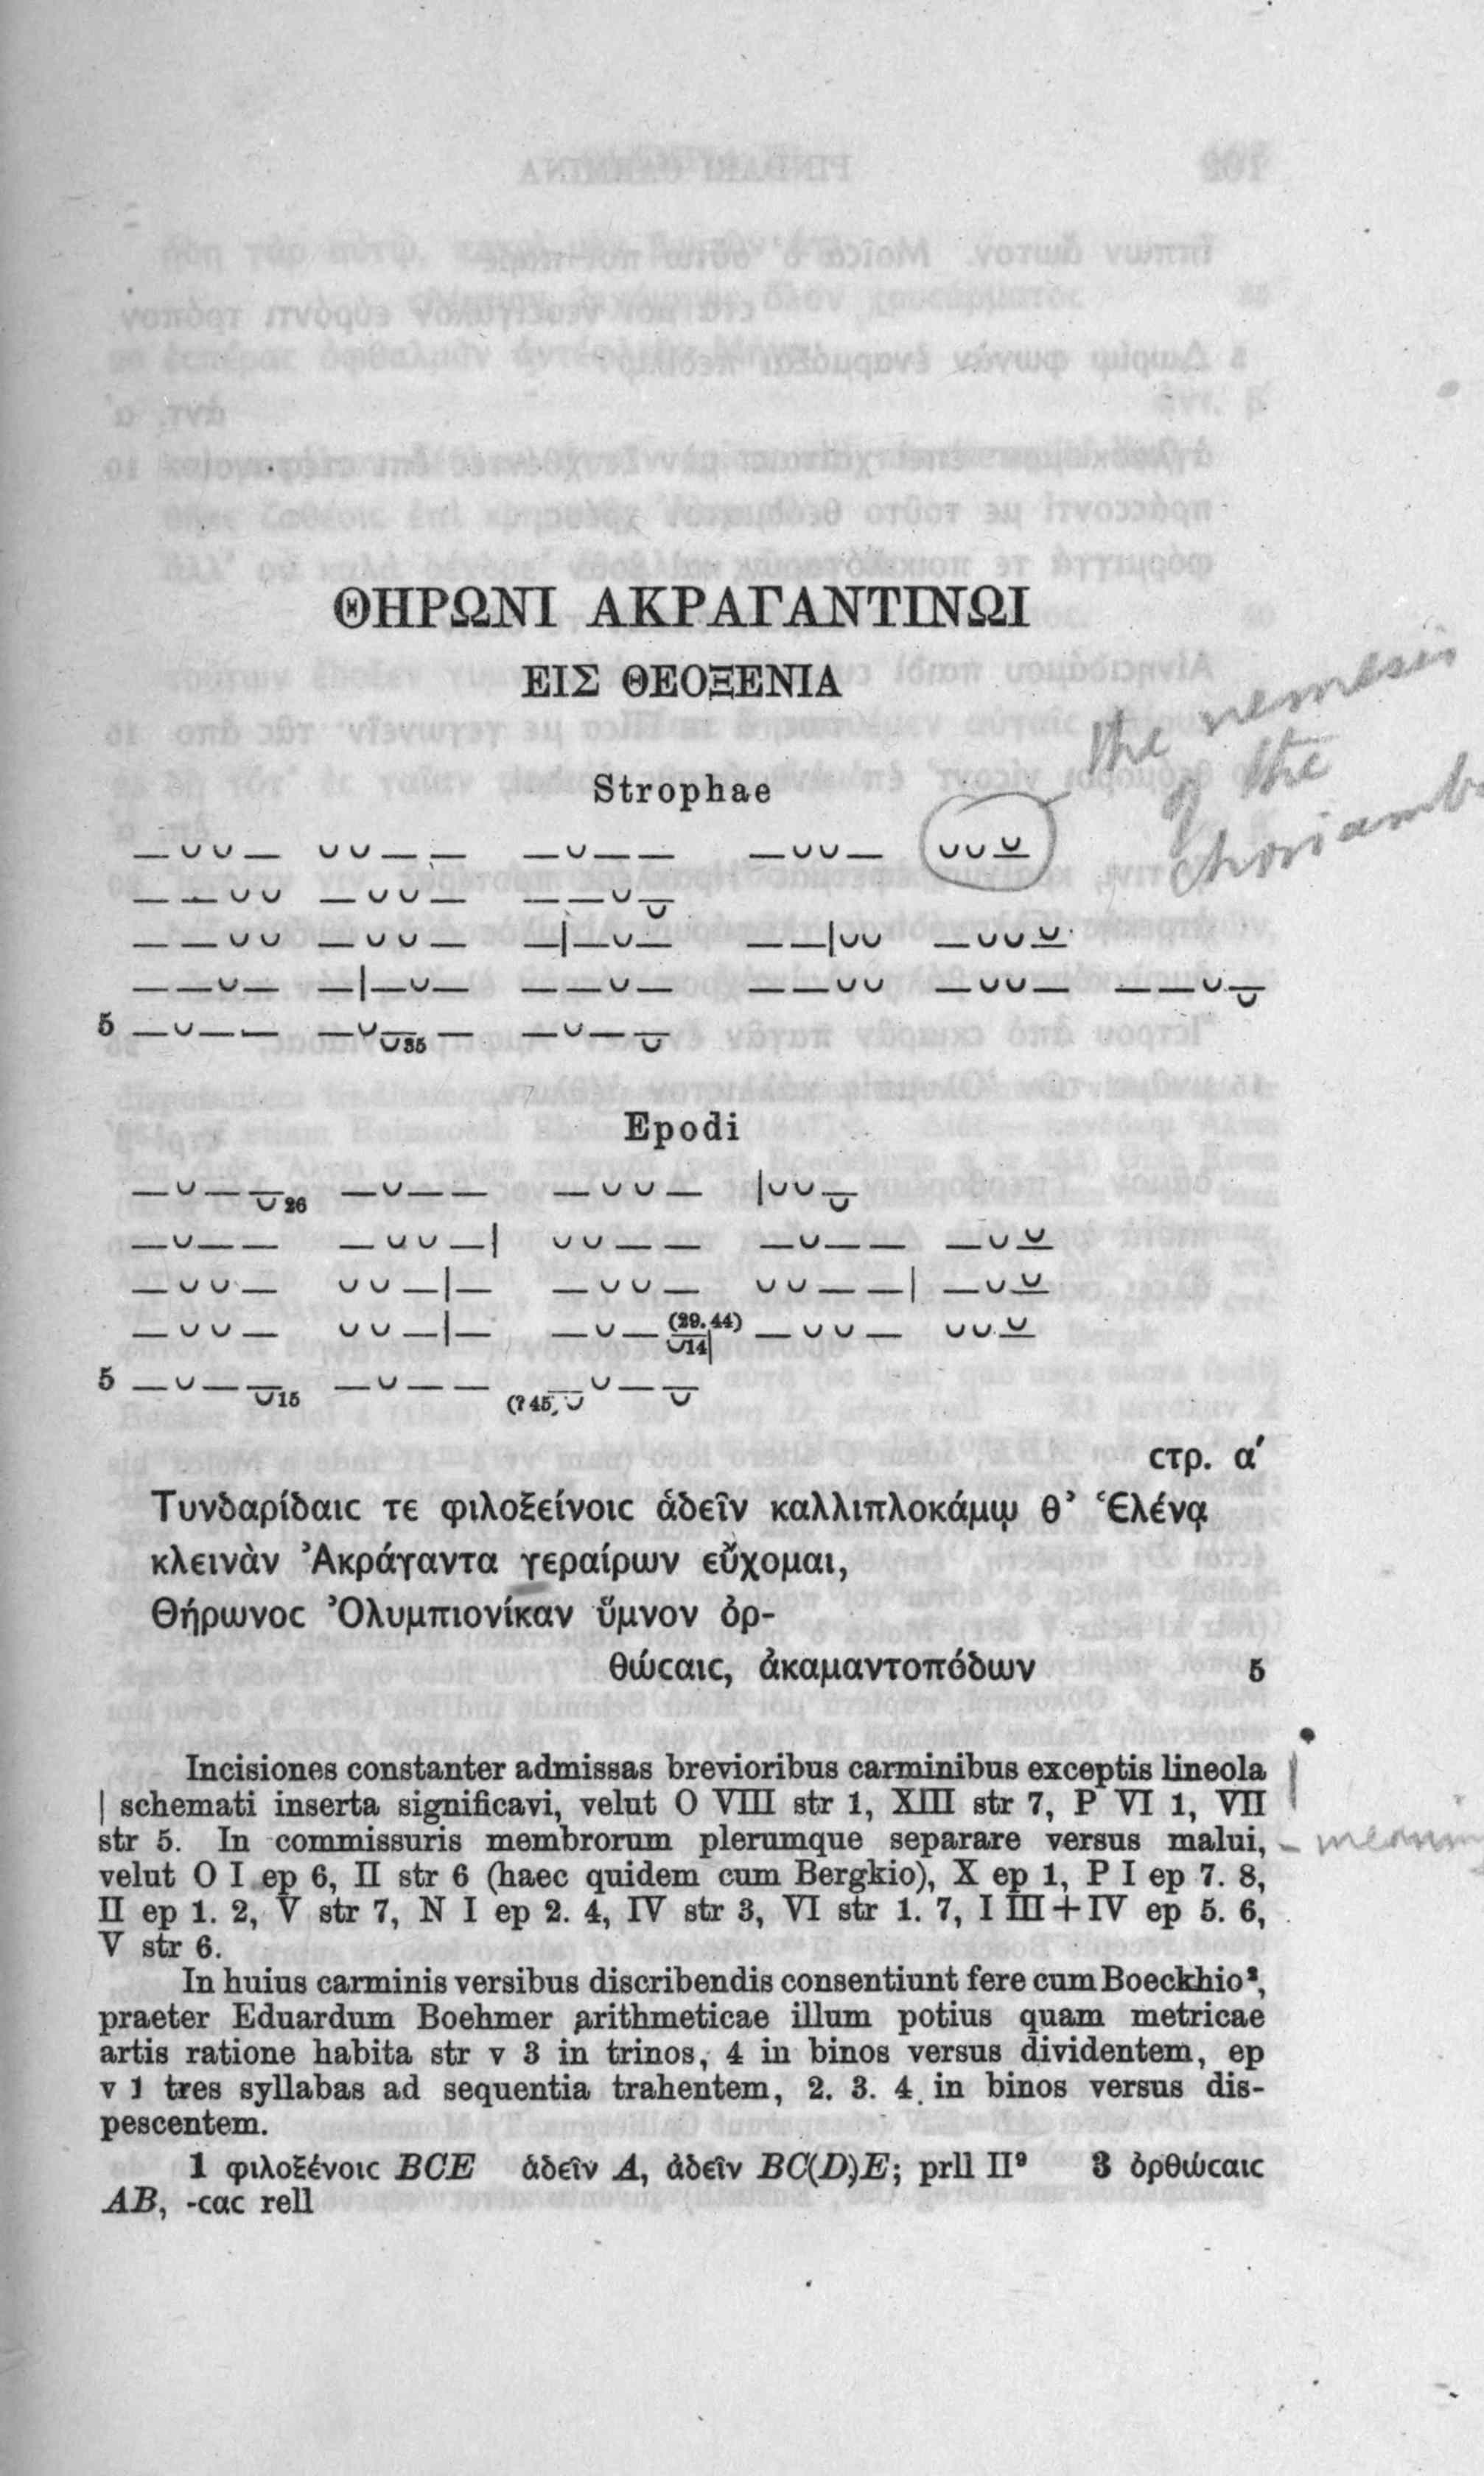 ΘΗΡΩΝΙ ΑΚΡΑΓΑΝΤΙΝΩΙ
ΕΙΣ ΘΕΟΞΕΝΙΑ
the nemesis
of the
Strophae
— ∪ ∪ — ∪ ∪ — — — ∪ — — — ∪ ∪ — ∪ ∪ ⏓
— — ∪ ∪ — ∪ ∪ — — — ∪ ⏓
— — ∪ ∪ — ∪ ∪ — — | — ∪ — — — | ∪ ∪ — ∪ ∪ ⏓
— — ∪ — — | — ∪ — — — ∪ — — — ∪ ∪ — ∪ ∪ — — — ∪ ⏓
5 — ∪ — — — ∪ ⏓35 — — ∪ — ⏓
Epodi
— ∪ — ⏓26 — ∪ — — — ∪ ∪ — | ∪ ∪ ⏓
— ∪ — — — ∪ ∪ — | ∪ ∪ — — — ∪ — — — ∪ ⏓
— ∪ ∪ — ∪ ∪ — | — — ∪ ∪ — ∪ ∪ — — | — ∪ ⏓
— ∪ ∪ — ∪ ∪ — | — — ∪ — (29. 44) ⏓14 | — ∪ ∪ — ∪ ∪ ⏓
5 — ∪ — ⏓15 — ∪ — — (? 45, ⏓ ∪ — ⏓
στρ. α′
Τυνδαρίδαιϲ τε φιλοξείνοιϲ ἁδεῖν καλλιπλοκάμῳ θ’ Ἑλένᾳ
κλεινὰν Ἀκράγαντα γεραίρων εὔχομαι,
Θήρωνοϲ Ὀλυμπιονίκαν ὕμνον ὀρ-
θώϲαιϲ, ἀκαμαντοπόδων 5
Incisiones constanter admissas brevioribus carminibus exceptis lineola
| schemati inserta significavi, velut O VIII str 1, XIII str 7, P VI 1, VII
str 5. In commissuris membrorum plerumque separare versus malui,
velut O I ep 6, II str 6 (haec quidem cum Bergkio), X ep 1, P I ep 7. 8,
II ep 1. 2, V str 7, N I ep 2. 4, IV str 3, VI str 1. 7, I III+IV ep 5. 6,
V str 6.
In huius carminis versibus discribendis consentiunt fere cum Boeckhio²,
praeter Eduardum Boehmer arithmeticae illum potius quam metricae
artis ratione habita str v 3 in trinos, 4 in binos versus dividentem, ep
v 1 tres syllabas ad sequentia trahentem, 2. 3. 4. in binos versus dis-
pescentem.
1 φιλοξένοιϲ BCE ἁδεῖν A, ἀδεῖν BC(D)E; prll II⁹ 3 ὀρθώϲαιϲ
AB, -ϲαϲ rell